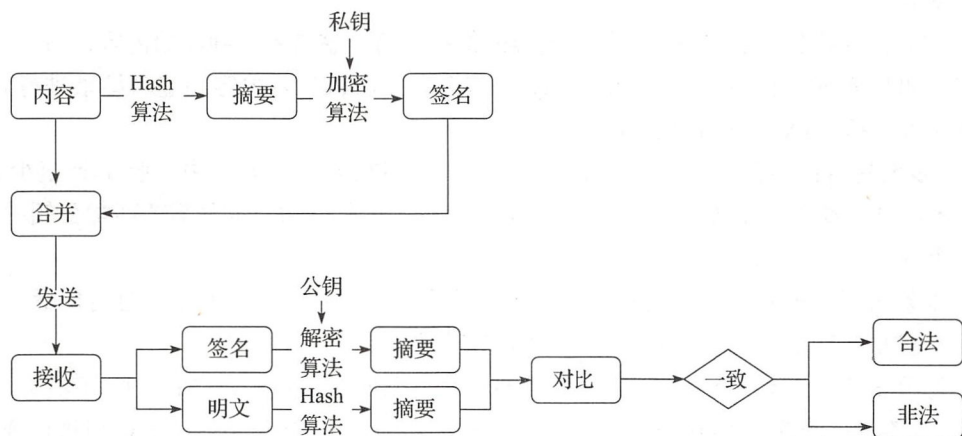 私钥
内容
Hash
算法
摘要
加密
算法
签名
合并
发送
公钥
接收
签名
解密
算法
摘要
明文
Hash
算法
摘要
对比
一致
合法
非法